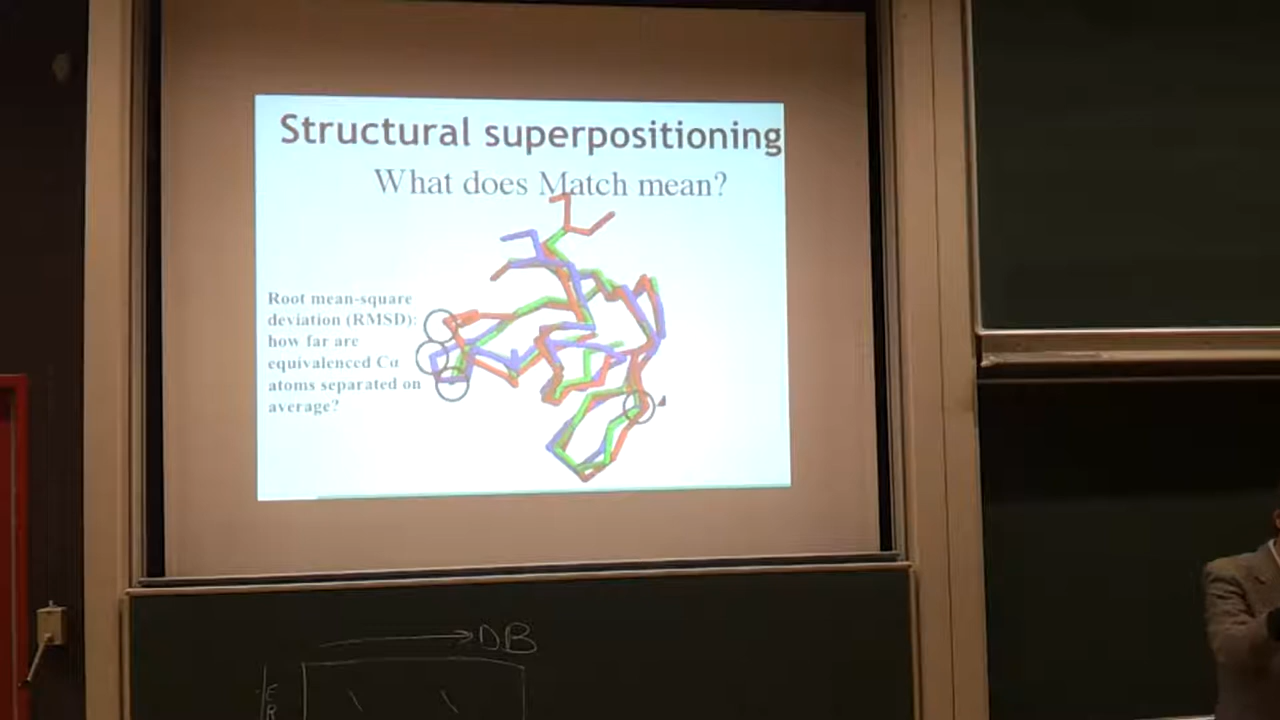 Structural superpositioning
What does Match mean?
Root mean-square
deviation (RMSD):
how far are
equivalenced Cα
atoms separated on
average?
DB
E
R